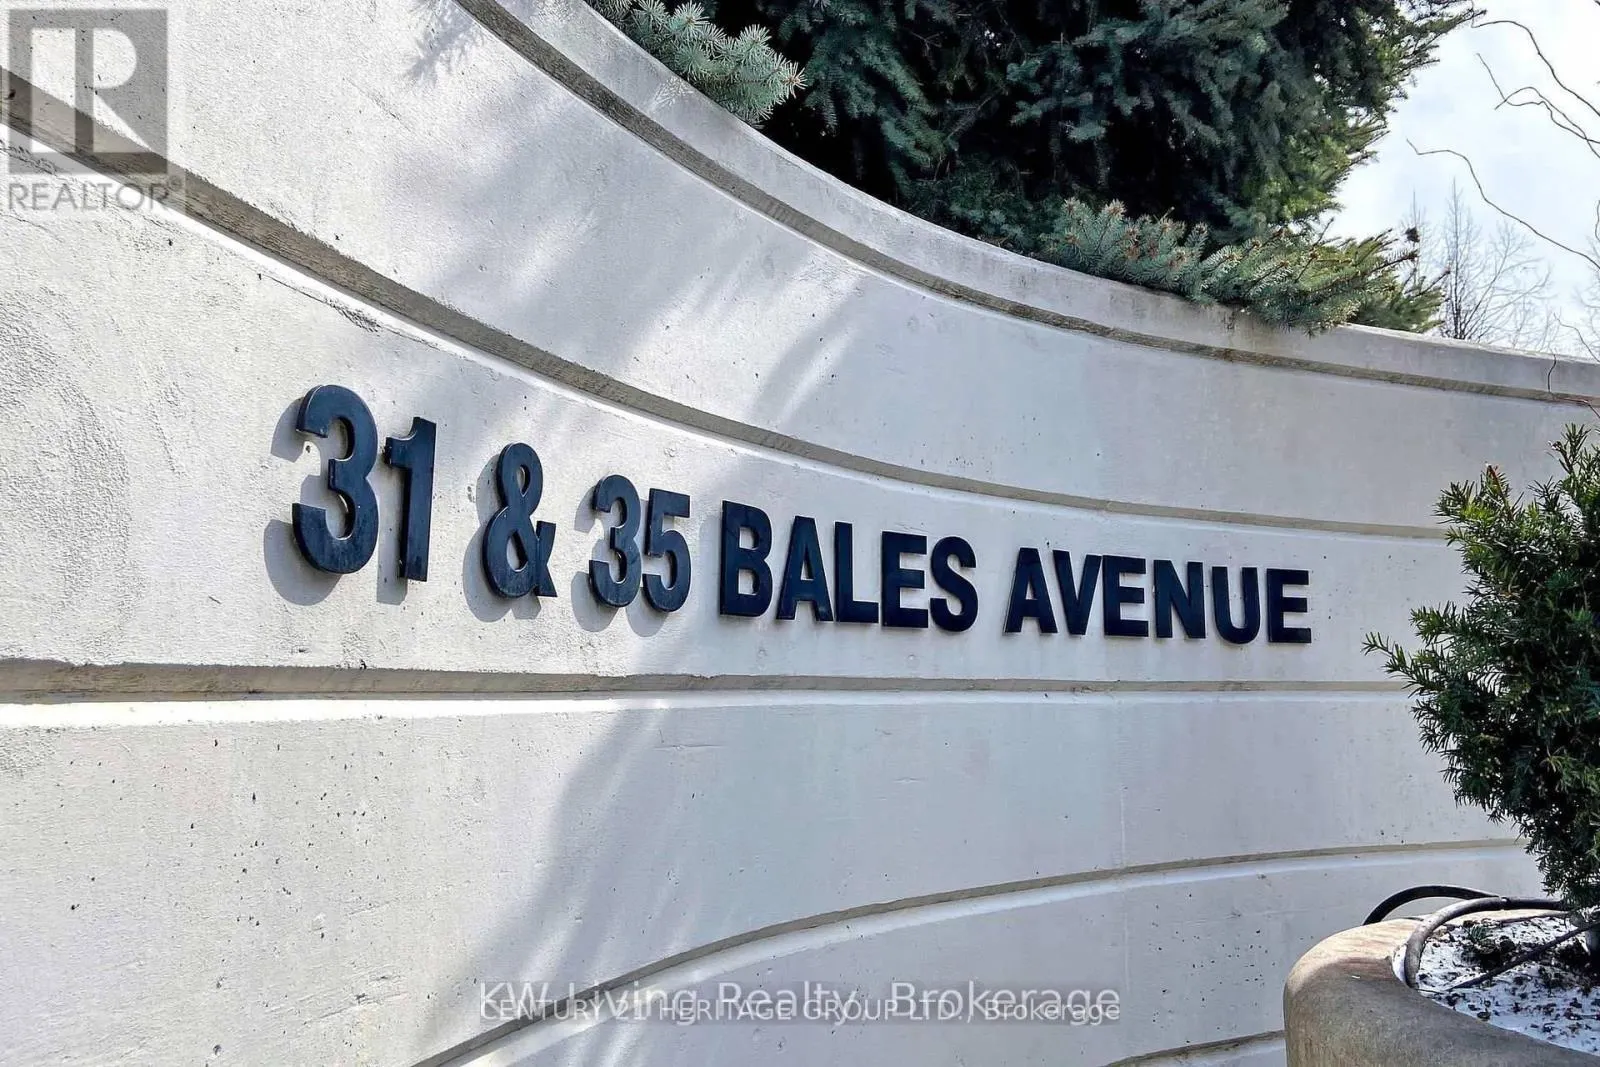 REALTOR®
31 & 35 BALES AVENUE
KW Living Realty, Brokerage
CENTURY 21 HERITAGE GROUP LTD., Brokerage